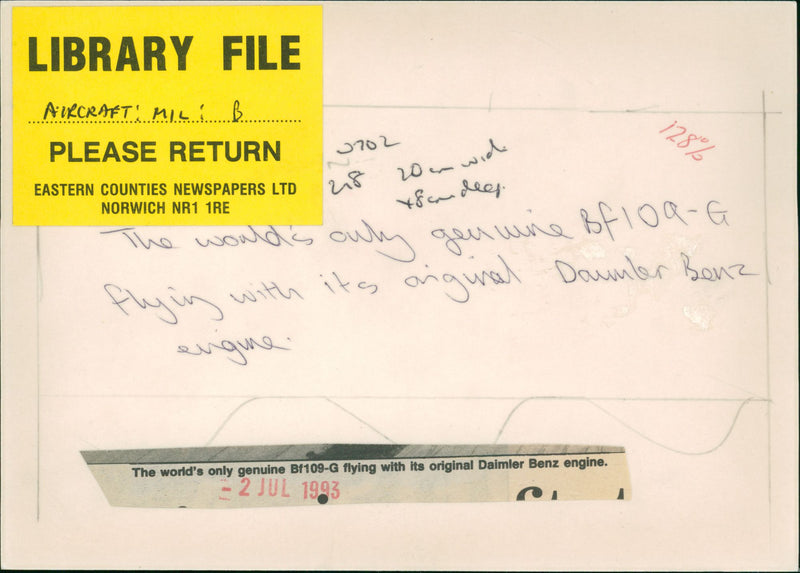 LIBRARY FILE
AIRCRAFT: MIL: B
PLEASE RETURN
EASTERN COUNTIES NEWSPAPERS LTD
NORWICH NR1 1RE
128%
20cm wide
x 8cm deep
The world's only genuine Bf109-G
flying with its original Daimler Benz
engine.
The world's only genuine Bf109-G flying with its original Daimler Benz engine.
- 2 JUL 1993